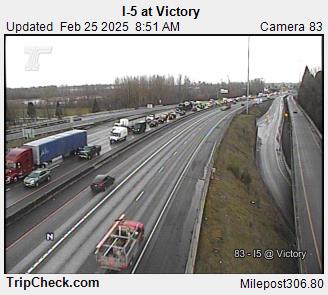 I-5 at Victory
Updated  Feb 25 2025  8:51 AM
Camera 83
T
N
83 - I5 @ Victory
TripCheck.com
Milepost306.80